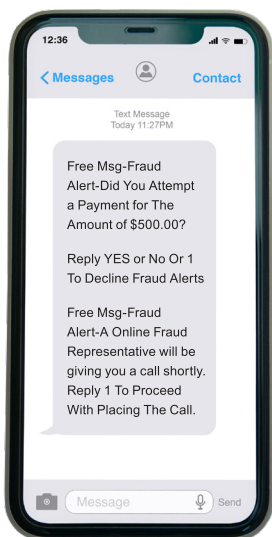 12:36
Messages
Contact
Text Message
Today 11:27PM
Free Msg-Fraud
Alert-Did You Attempt
a Payment for The
Amount of $500.00?
Reply YES or No Or 1
To Decline Fraud Alerts
Free Msg-Fraud
Alert-A Online Fraud
Representative will be
giving you a call shortly.
Reply 1 To Proceed
With Placing The Call.
Message
Send